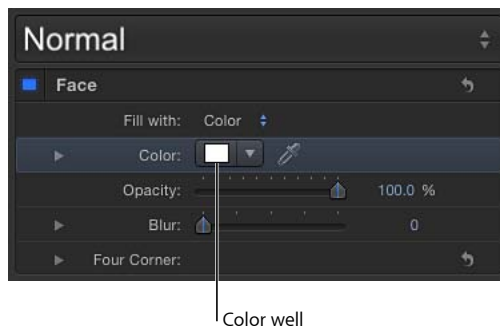 Normal
Face
Fill with: Color
Color:
Opacity: 100.0 %
Blur: 0
Four Corner:
Color well